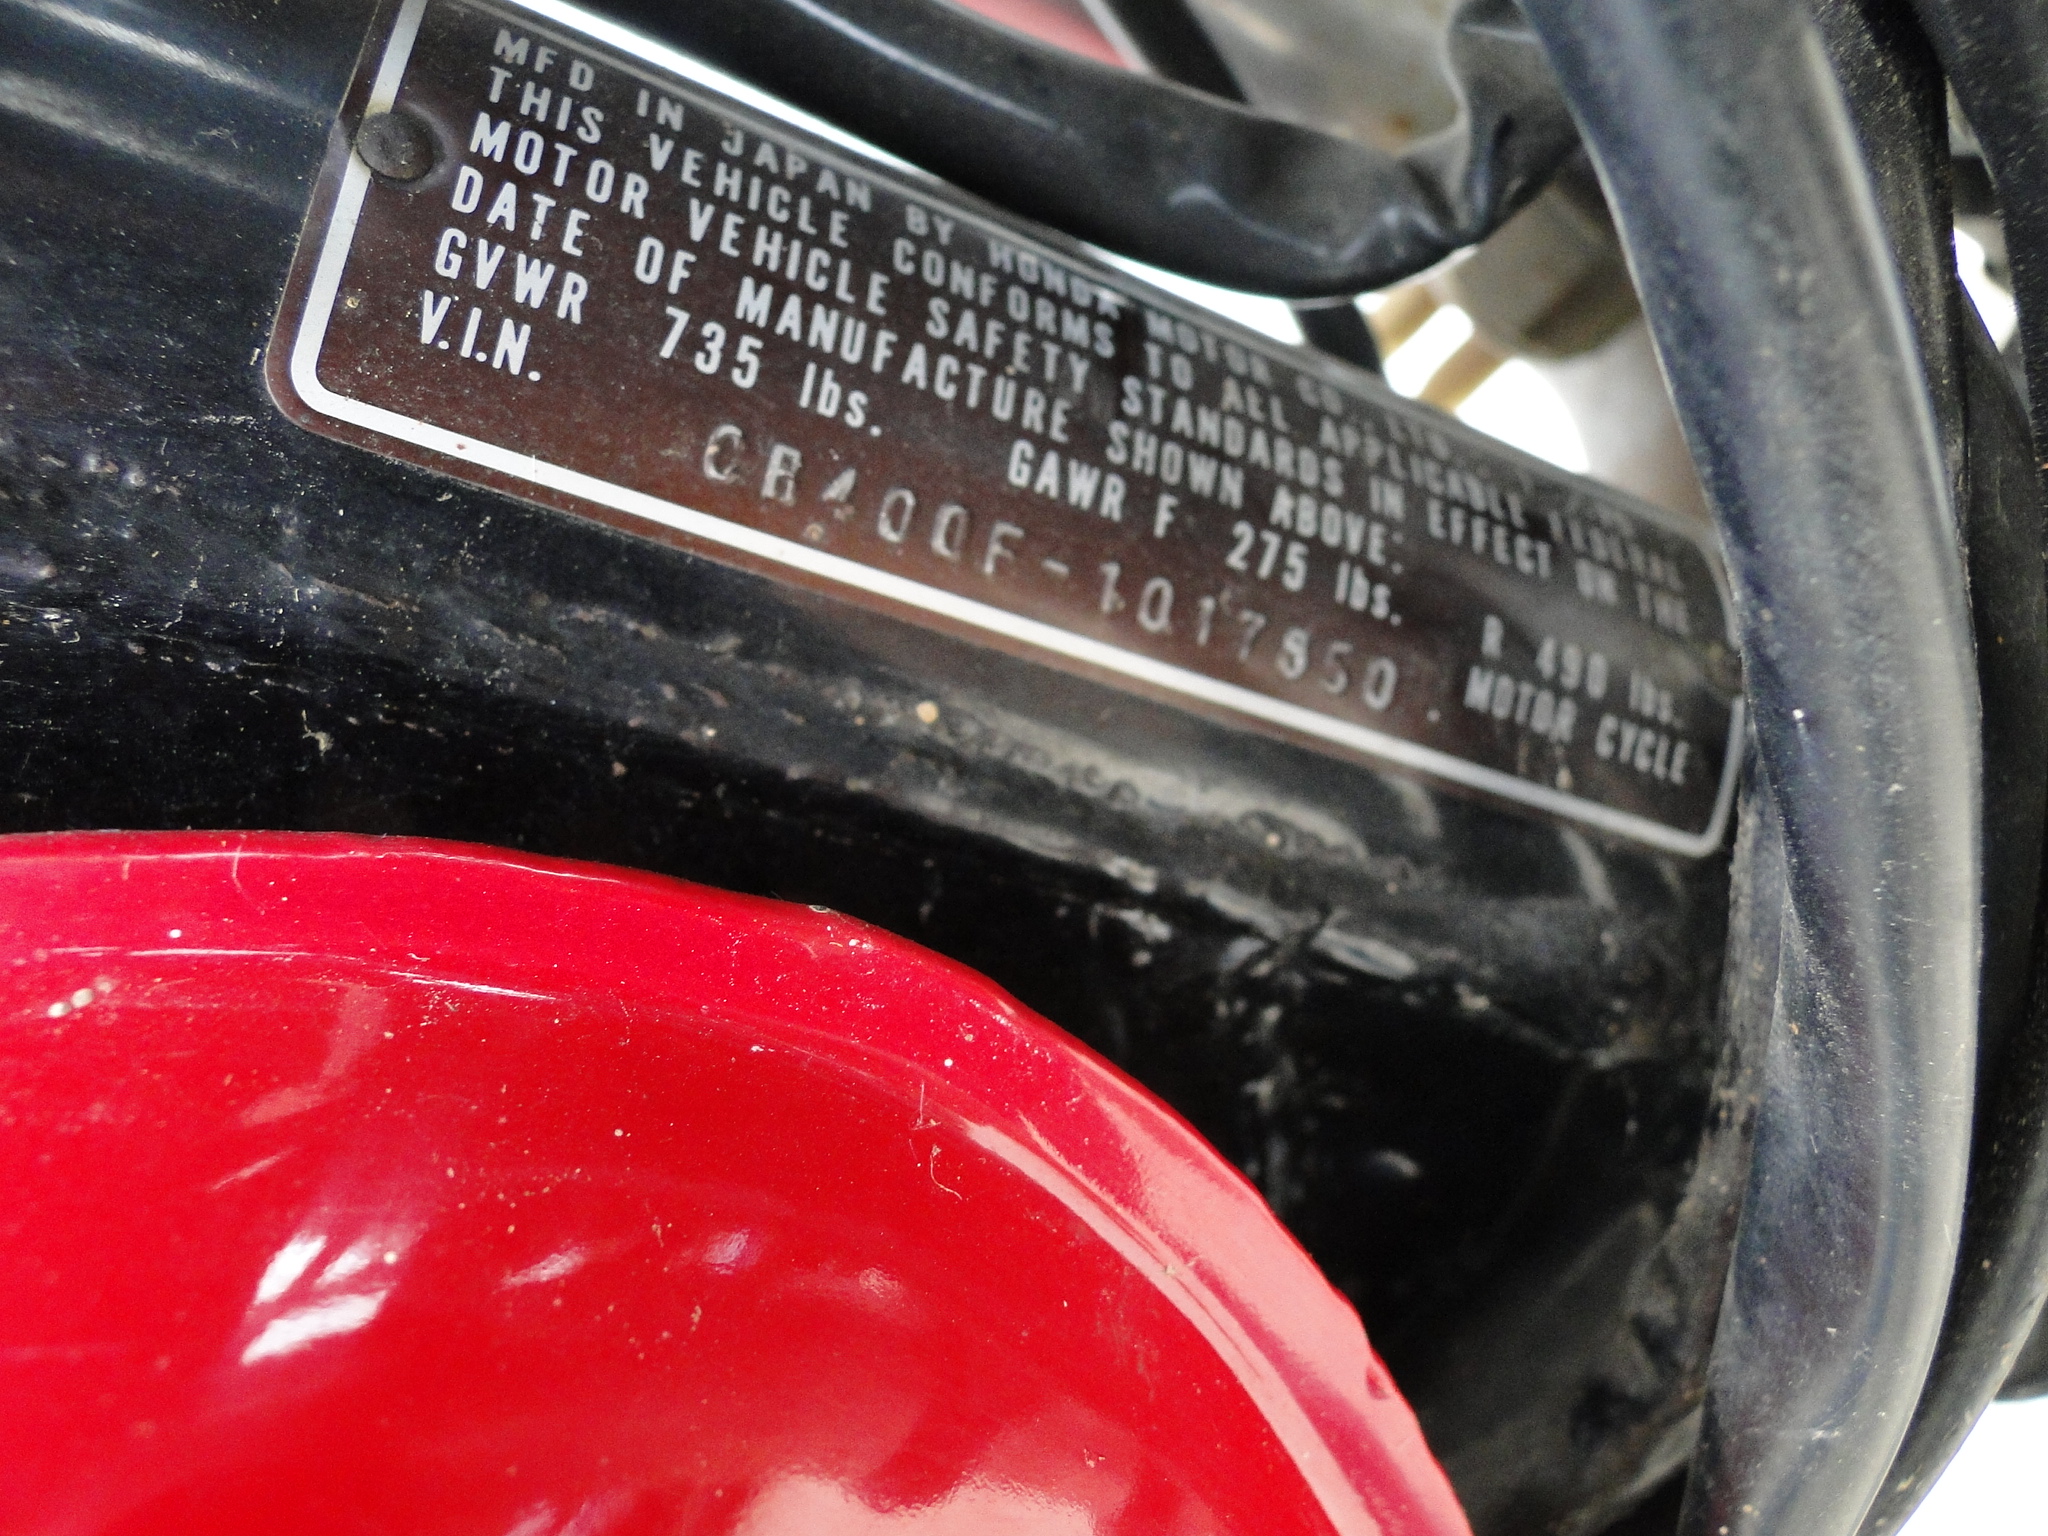 MFD IN JAPAN BY HONDA MOTOR CO., LTD.
THIS VEHICLE CONFORMS TO ALL APPLICABLE FEDERAL
MOTOR VEHICLE SAFETY STANDARDS IN EFFECT ON THE
DATE OF MANUFACTURE SHOWN ABOVE.
GVWR 735 lbs. GAWR F 275 lbs. R 490 lbs.
V.I.N. MOTOR CYCLE